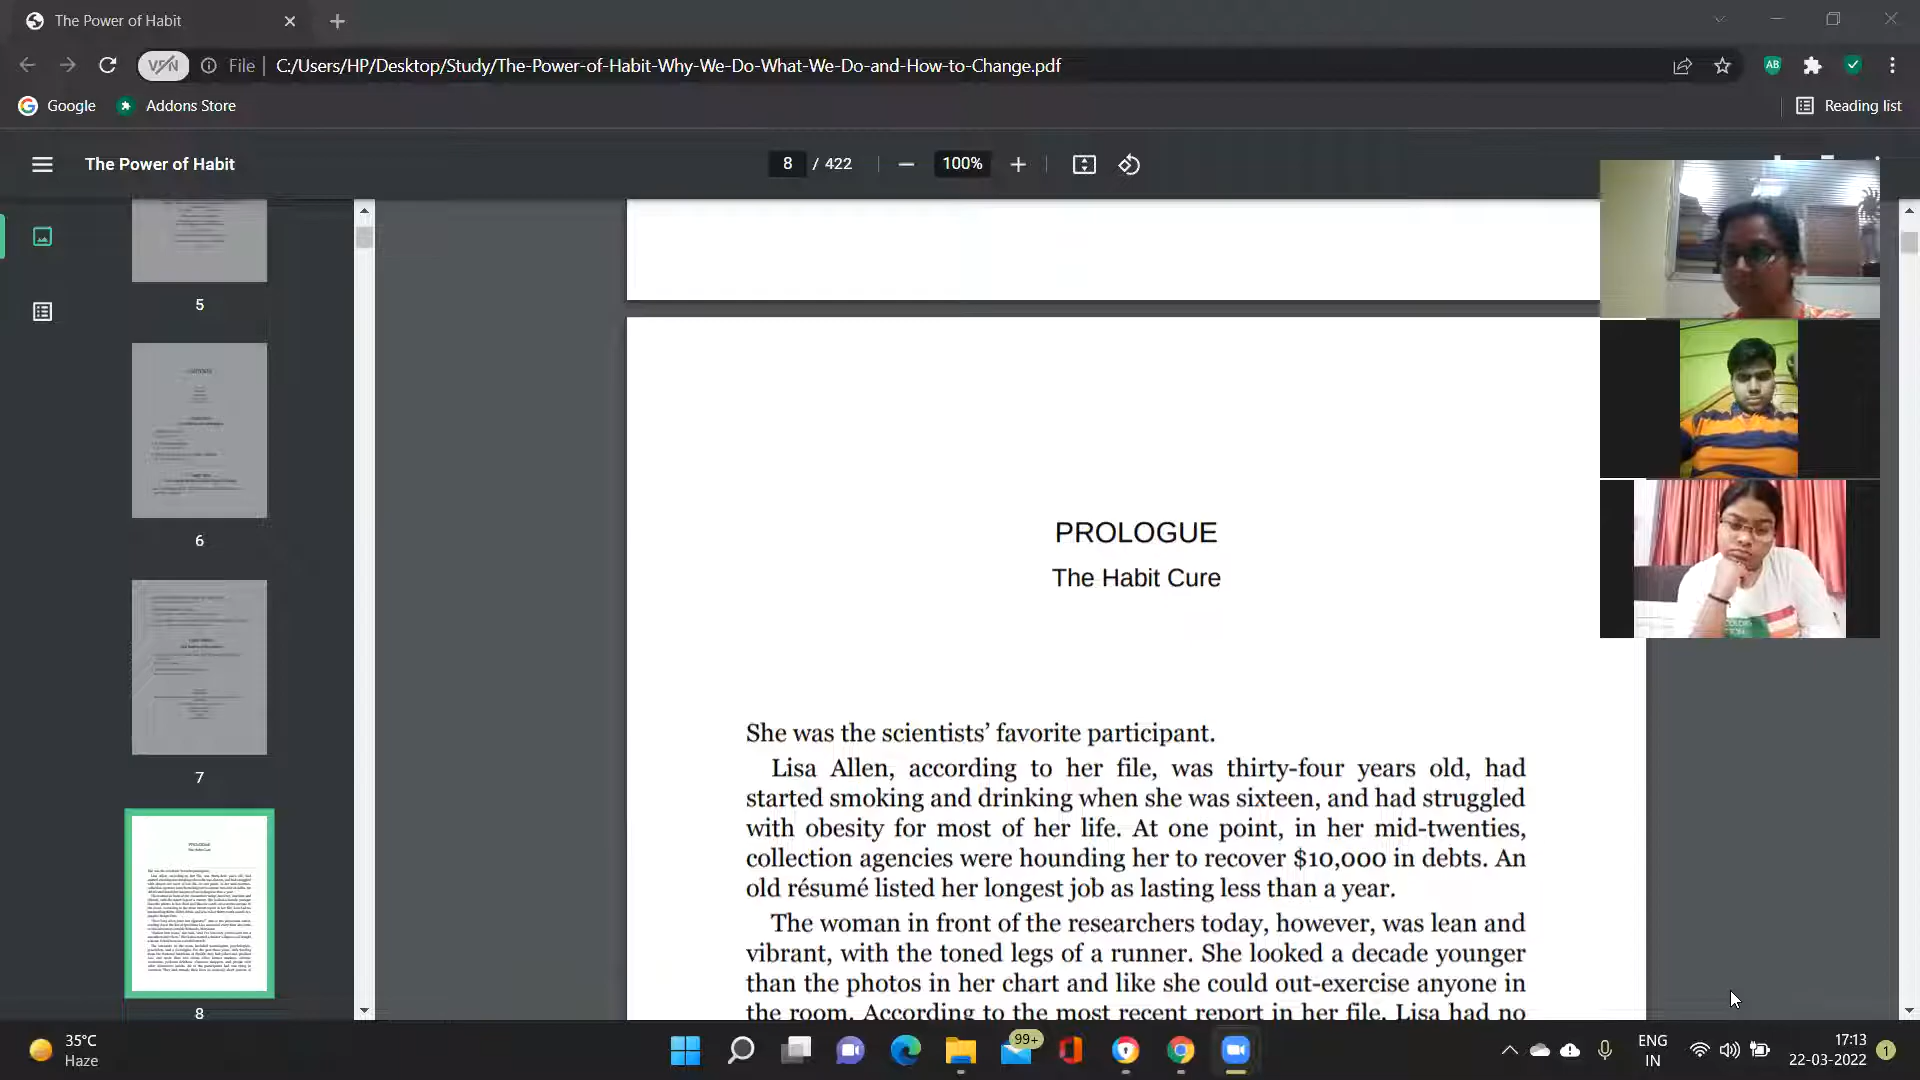 The Power of Habit
VPN
File
C:/Users/HP/Desktop/Study/The-Power-of-Habit-Why-We-Do-What-We-Do-and-How-to-Change.pdf
AB
Google
Addons Store
Reading list
The Power of Habit
8 / 422
100%
5
6
7
8
PROLOGUE
The Habit Cure
She was the scientists’ favorite participant.
Lisa Allen, according to her file, was thirty-four years old, had
started smoking and drinking when she was sixteen, and had struggled
with obesity for most of her life. At one point, in her mid-twenties,
collection agencies were hounding her to recover $10,000 in debts. An
old résumé listed her longest job as lasting less than a year.
The woman in front of the researchers today, however, was lean and
vibrant, with the toned legs of a runner. She looked a decade younger
than the photos in her chart and like she could out-exercise anyone in
the room. According to the most recent report in her file, Lisa had no
35°C
Haze
99+
ENG
IN
17:13
22-03-2022
1